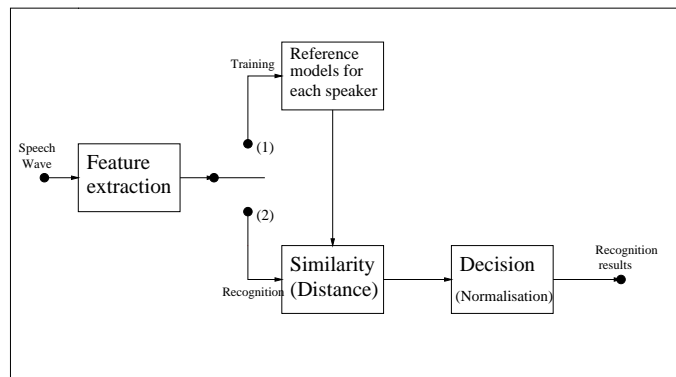 Speech
Wave
Feature
extraction
Training
(1)
Reference
models for
each speaker
(2)
Recognition
Similarity
(Distance)
Decision
(Normalisation)
Recognition
results